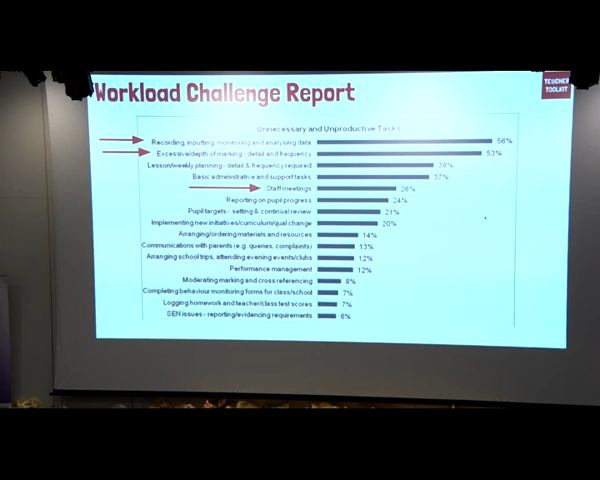 Workload Challenge Report
TEACHER
TOOLKIT
Unnecessary and Unproductive Tasks
Recording, inputting, monitoring and analysing data 56%
Excessive/depth of marking - detail and frequency 53%
Lesson/weekly planning - detail & frequency required 38%
Basic administrative and support tasks 37%
Staff meetings 26%
Reporting on pupil progress 24%
Pupil targets - setting & continual review 21%
Implementing new initiatives/curriculum/qual change 20%
Arranging/ordering materials and resources 14%
Communications with parents (e.g. queries, complaints) 13%
Arranging school trips, attending evening events/clubs 12%
Performance management 12%
Moderating marking and cross referencing 8%
Completing behaviour monitoring forms for class/school 7%
Logging homework and teacher/class test scores 7%
SEN issues - reporting/evidencing requirements 6%